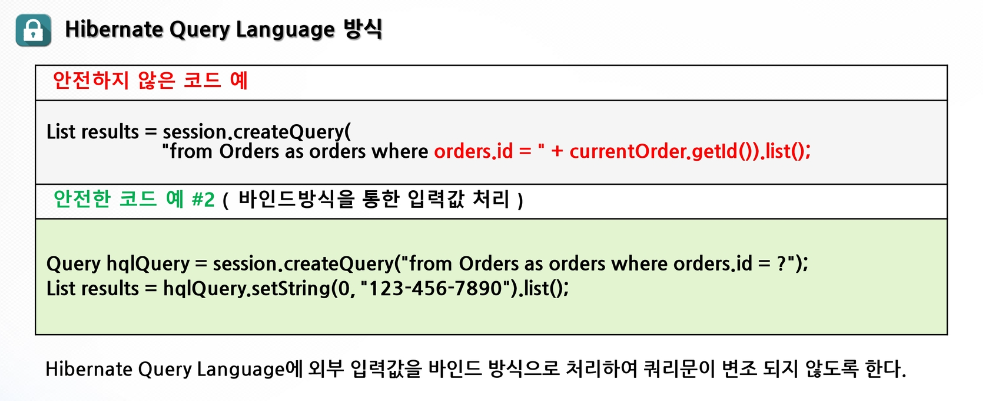 Hibernate Query Language 방식
안전하지 않은 코드 예
List results = session.createQuery(
"from Orders as orders where orders.id = " + currentOrder.getId()).list();
안전한 코드 예 #2 ( 바인드방식을 통한 입력값 처리 )
Query hqlQuery = session.createQuery("from Orders as orders where orders.id = ?");
List results = hqlQuery.setString(0, "123-456-7890").list();
Hibernate Query Language에 외부 입력값을 바인드 방식으로 처리하여 쿼리문이 변조 되지 않도록 한다.